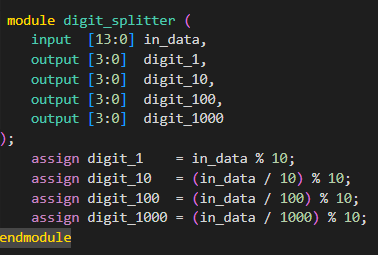 module digit_splitter (
    input  [13:0] in_data,
    output [3:0]  digit_1,
    output [3:0]  digit_10,
    output [3:0]  digit_100,
    output [3:0]  digit_1000
);
    assign digit_1    = in_data % 10;
    assign digit_10   = (in_data / 10) % 10;
    assign digit_100  = (in_data / 100) % 10;
    assign digit_1000 = (in_data / 1000) % 10;
endmodule